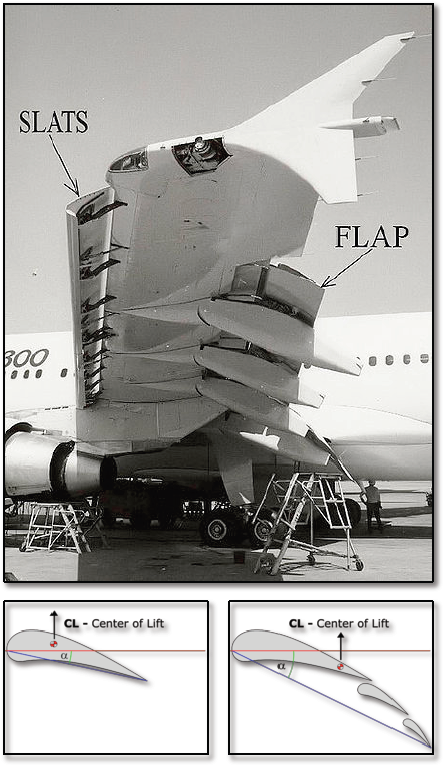 SLATS
FLAP
300
CL - Center of Lift
α
CL - Center of Lift
α